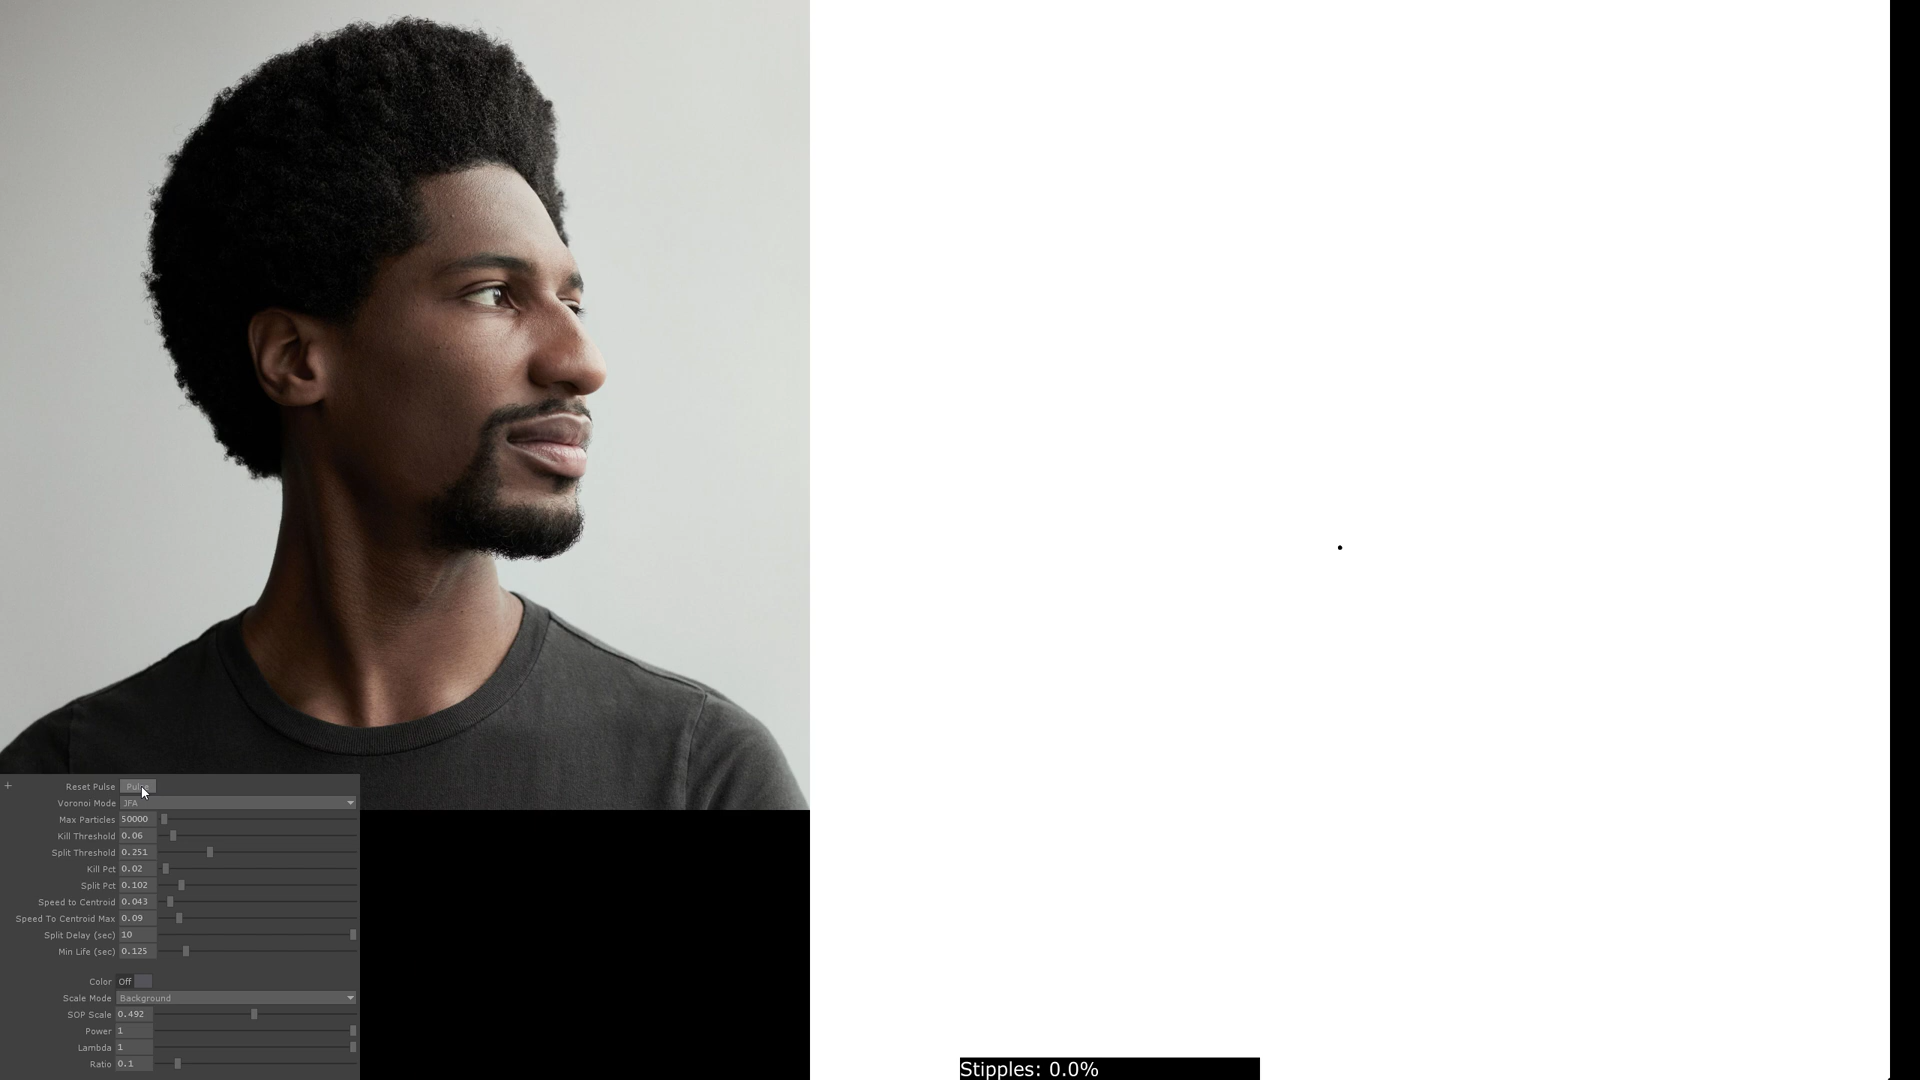 + Reset Pulse Pulse
Voronoi Mode JFA
Max Particles 50000
Kill Threshold 0.06
Split Threshold 0.251
Kill Pct 0.02
Split Pct 0.102
Speed to Centroid 0.043
Speed To Centroid Max 0.09
Split Delay (sec) 10
Min Life (sec) 0.125
Color Off
Scale Mode Background
SOP Scale 0.492
Power 1
Lambda 1
Ratio 0.1
Stipples: 0.0%